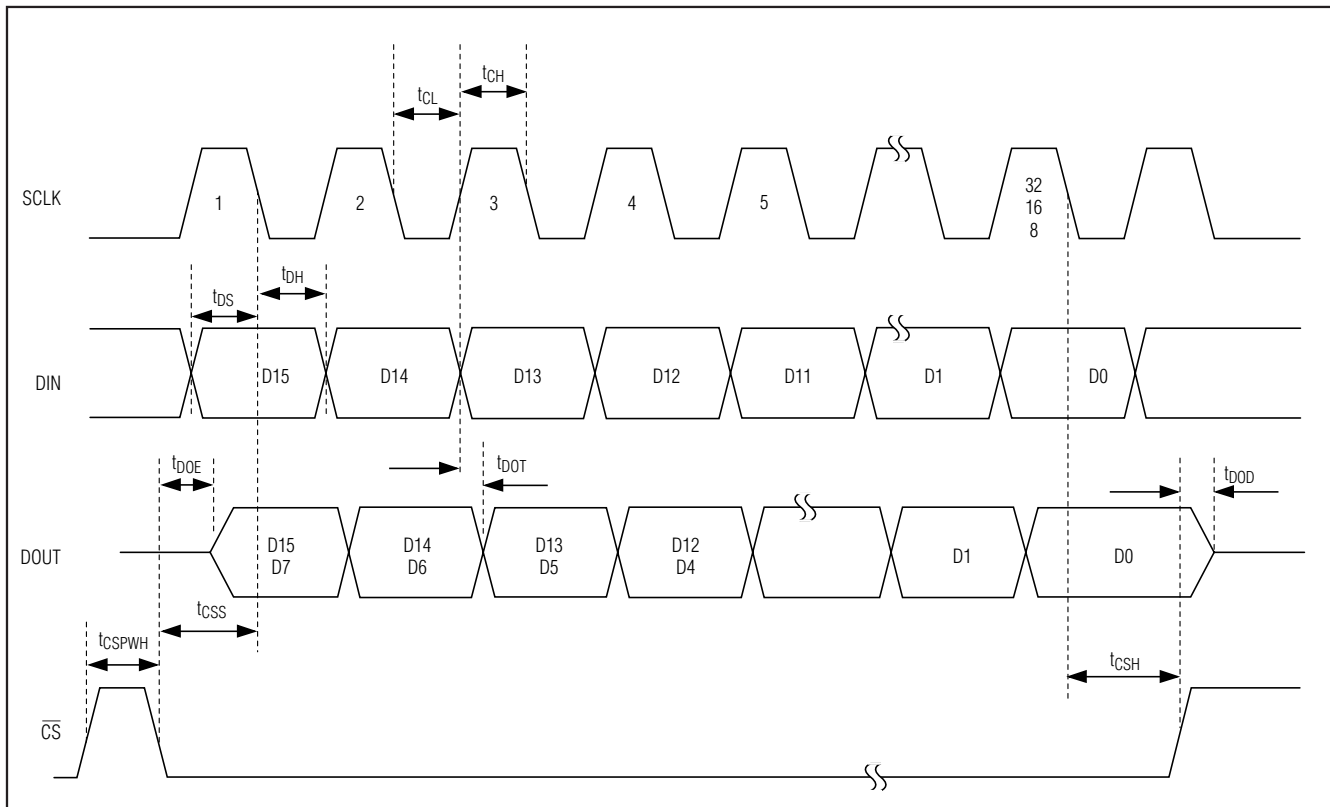 tCL
tCH
SCLK
1
2
3
4
5
32
16
8
tDS
tDH
DIN
D15
D14
D13
D12
D11
D1
D0
tDOE
tDOT
tDOD
DOUT
D15
D7
D14
D6
D13
D5
D12
D4
D1
D0
tCSS
tCSPWH
tCSH
CS